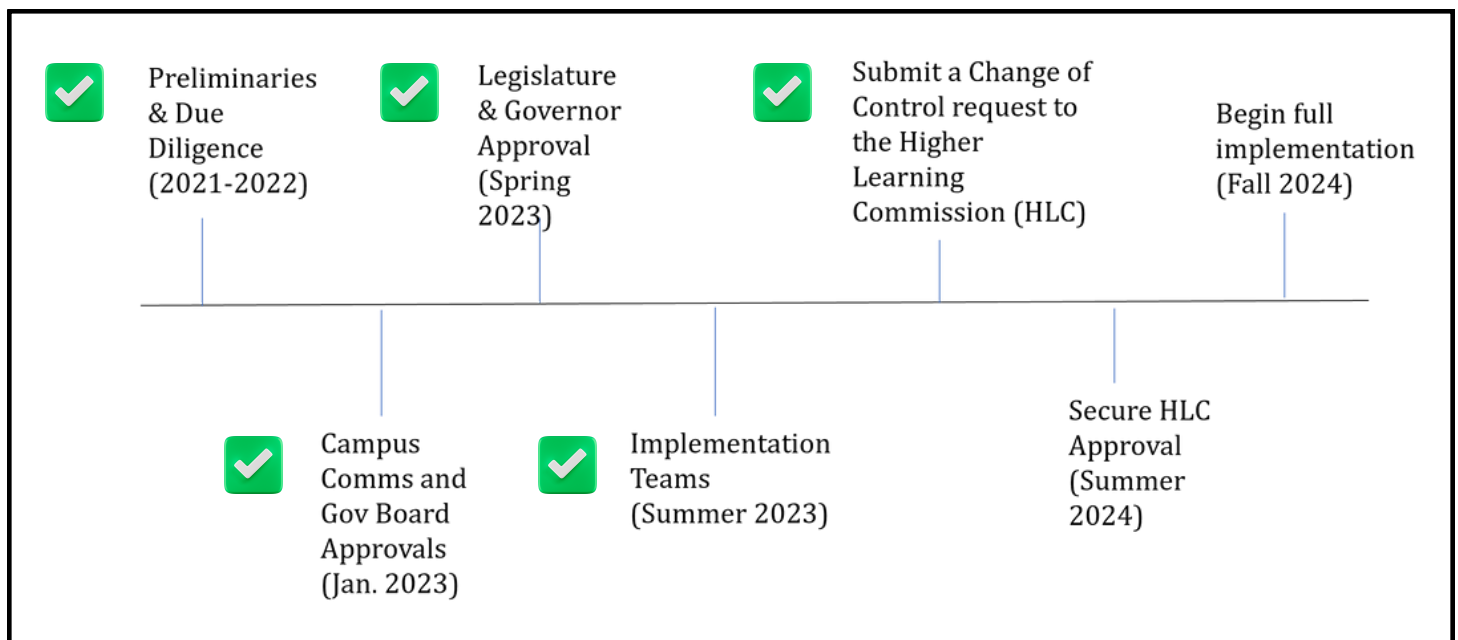 Preliminaries
& Due
Diligence
(2021-2022)
Legislature
& Governor
Approval
(Spring
2023)
Submit a Change of
Control request to
the Higher
Learning
Commission (HLC)
Begin full
implementation
(Fall 2024)
Campus
Comms and
Gov Board
Approvals
(Jan. 2023)
Implementation
Teams
(Summer 2023)
Secure HLC
Approval
(Summer
2024)